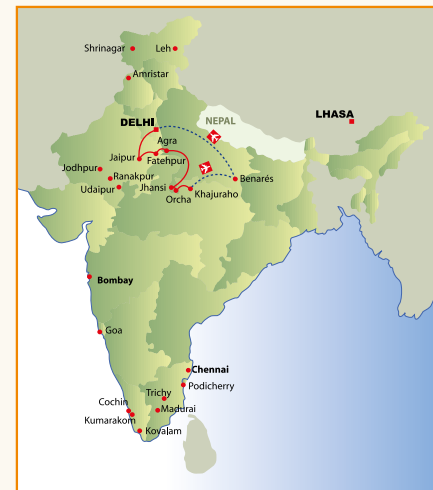 Shrinagar
Leh
Amristar
NEPAL
LHASA
DELHI
Agra
Jaipur
Fatehpur
Jodhpur
Ranakpur
Udaipur
Jhansi
Benarés
Khajuraho
Orcha
Bombay
Goa
Chennai
Podicherry
Trichy
Cochin
Madurai
Kumarakom
Kovalam